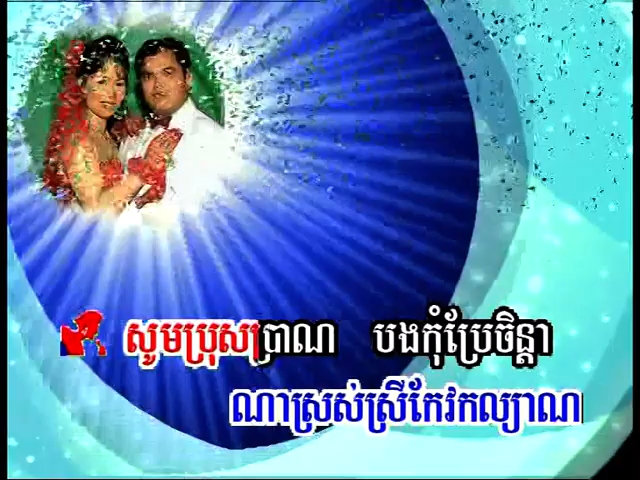 សូមប្រុសប្រាណ បងកុំប្រែចិន្តា
ណាស្រស់ស្រីកែវកល្យាណ